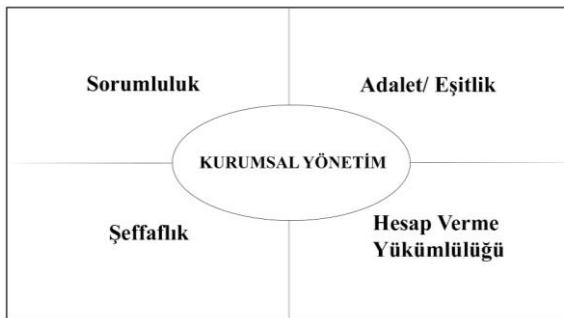 Sorumluluk
Adalet/ Eşitlik
KURUMSAL YÖNETİM
Şeffaflık
Hesap Verme
Yükümlülüğü